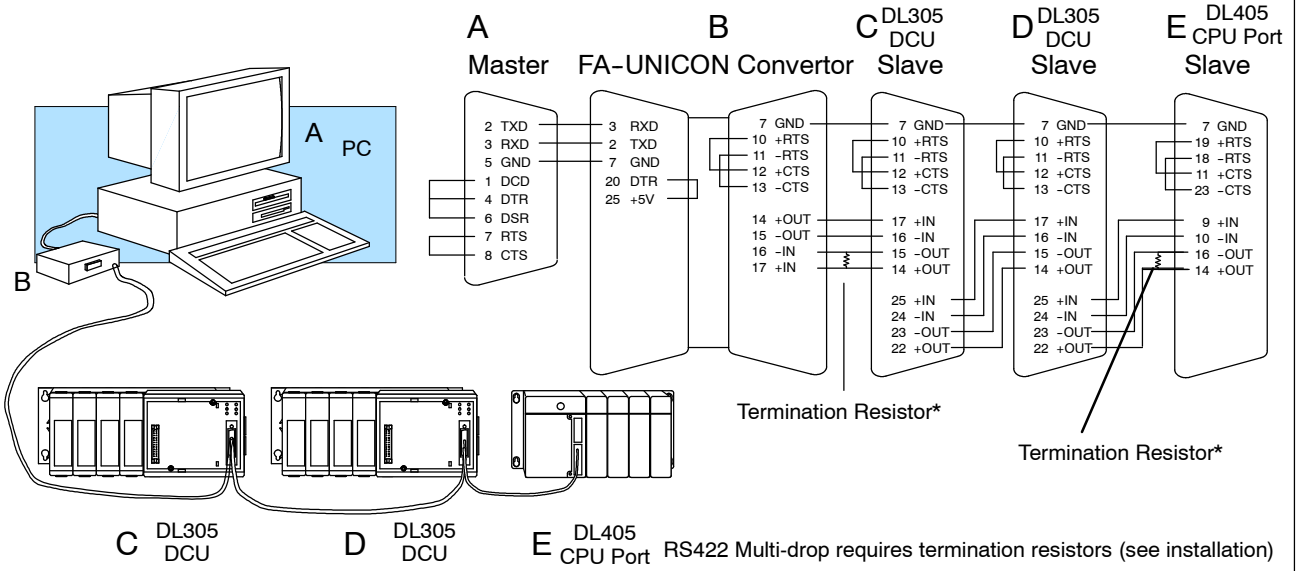 A
B
C DL305
DCU
D DL305
DCU
E DL405
CPU Port
Master
FA-UNICON Convertor
Slave
Slave
Slave
A
PC
B
2 TXD
3 RXD
5 GND
1 DCD
4 DTR
6 DSR
7 RTS
8 CTS
3 RXD
2 TXD
7 GND
20 DTR
25 +5V
7 GND
10 +RTS
11 -RTS
12 +CTS
13 -CTS
14 +OUT
15 -OUT
16 -IN
17 +IN
7 GND
10 +RTS
11 -RTS
12 +CTS
13 -CTS
17 +IN
16 -IN
15 -OUT
14 +OUT
25 +IN
24 -IN
23 -OUT
22 +OUT
7 GND
10 +RTS
11 -RTS
12 +CTS
13 -CTS
17 +IN
16 -IN
15 -OUT
14 +OUT
25 +IN
24 -IN
23 -OUT
22 +OUT
7 GND
19 +RTS
18 -RTS
11 +CTS
23 -CTS
9 +IN
10 -IN
16 -OUT
14 +OUT
Termination Resistor*
Termination Resistor*
C DL305
DCU
D DL305
DCU
E DL405
CPU Port
RS422 Multi-drop requires termination resistors (see installation)